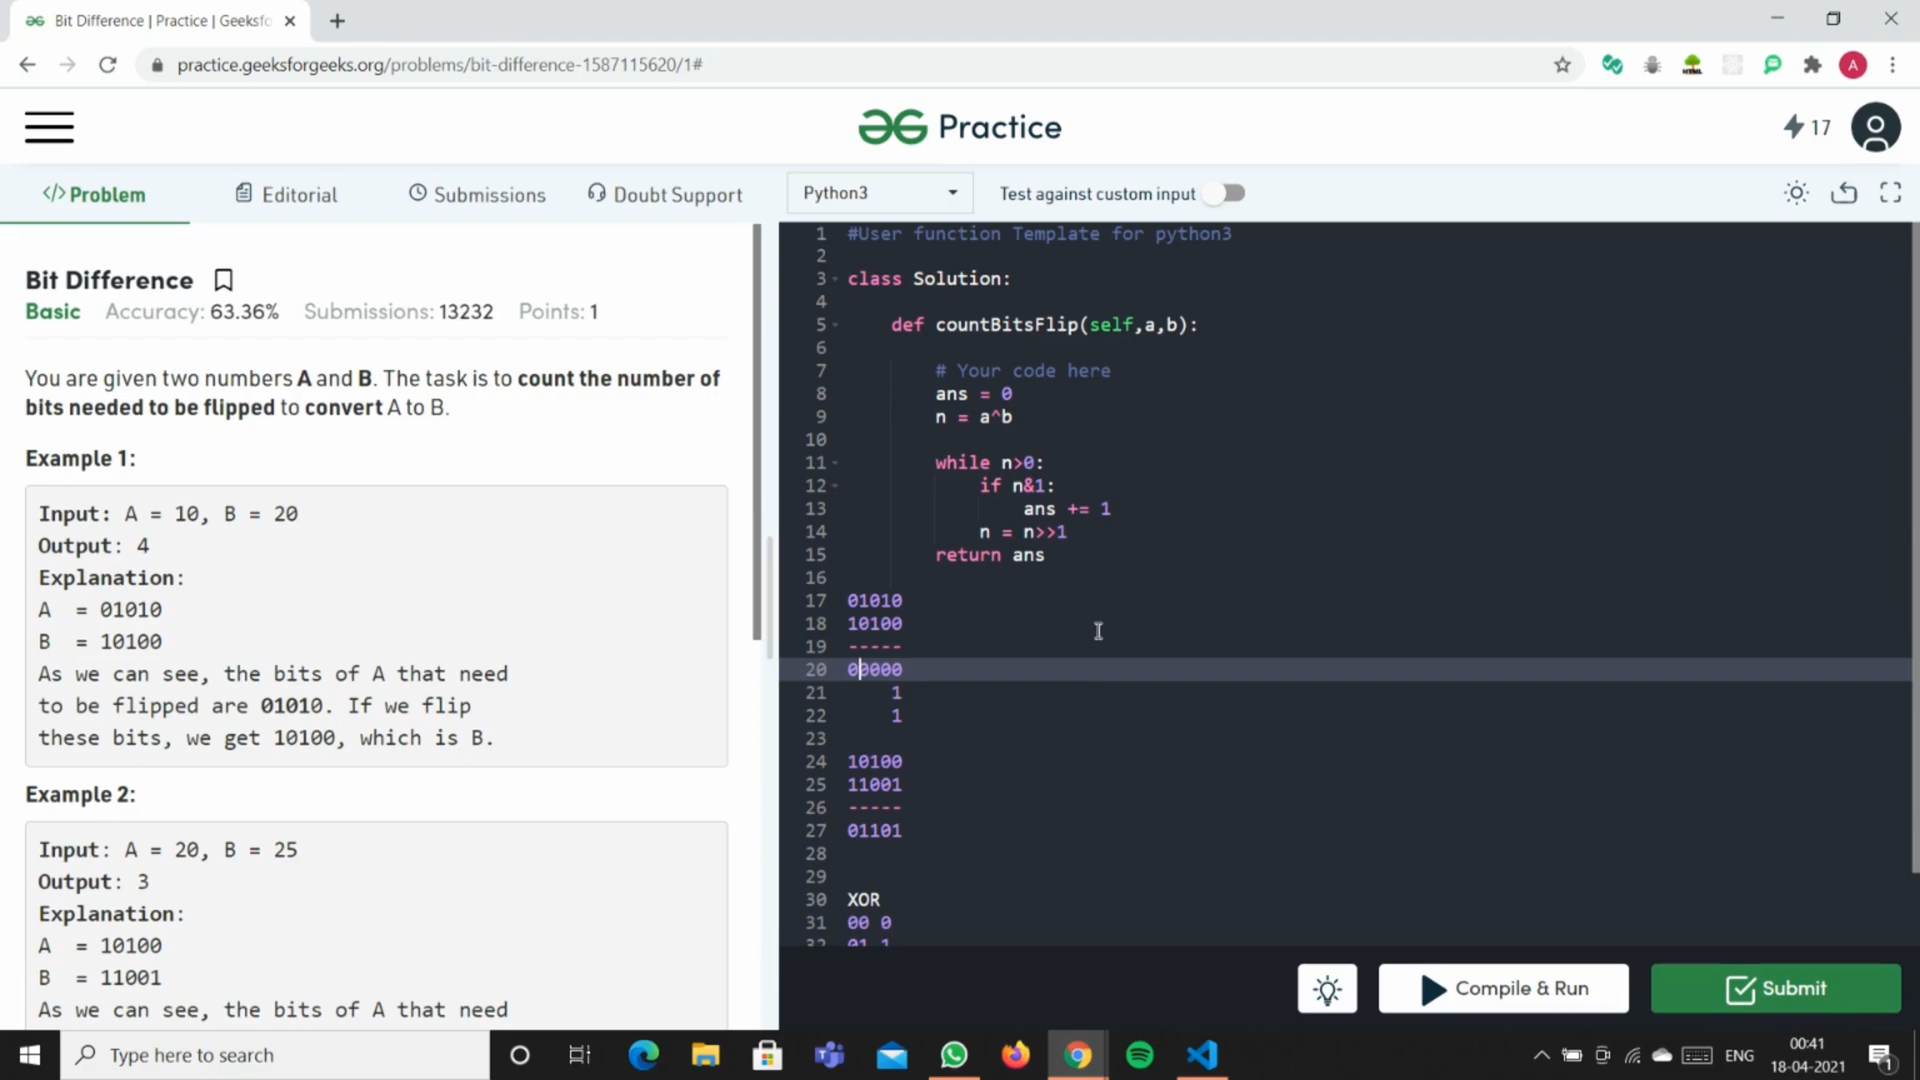 Bit Difference | Practice | Geeksfo
practice.geeksforgeeks.org/problems/bit-difference-1587115620/1#
A
Practice
17
</> Problem
Editorial
Submissions
Doubt Support
Python3
Test against custom input
Bit Difference
Basic Accuracy: 63.36% Submissions: 13232 Points: 1
You are given two numbers A and B. The task is to count the number of
bits needed to be flipped to convert A to B.
Example 1:
Input: A = 10, B = 20
Output: 4
Explanation:
A  = 01010
B  = 10100
As we can see, the bits of A that need
to be flipped are 01010. If we flip
these bits, we get 10100, which is B.
Example 2:
Input: A = 20, B = 25
Output: 3
Explanation:
A  = 10100
B  = 11001
As we can see, the bits of A that need
1 #User function Template for python3
2
3 class Solution:
4
5     def countBitsFlip(self,a,b):
6
7         # Your code here
8         ans = 0
9         n = a^b
10
11         while n>0:
12             if n&1:
13                 ans += 1
14             n = n>>1
15         return ans
16
17 01010
18 10100
19 -----
20 00000
21     1
22     1
23
24 10100
25 11001
26 -----
27 01101
28
29
30 XOR
31 00 0
32 01 1
Compile & Run
Submit
Type here to search
ENG
00:41
18-04-2021
1